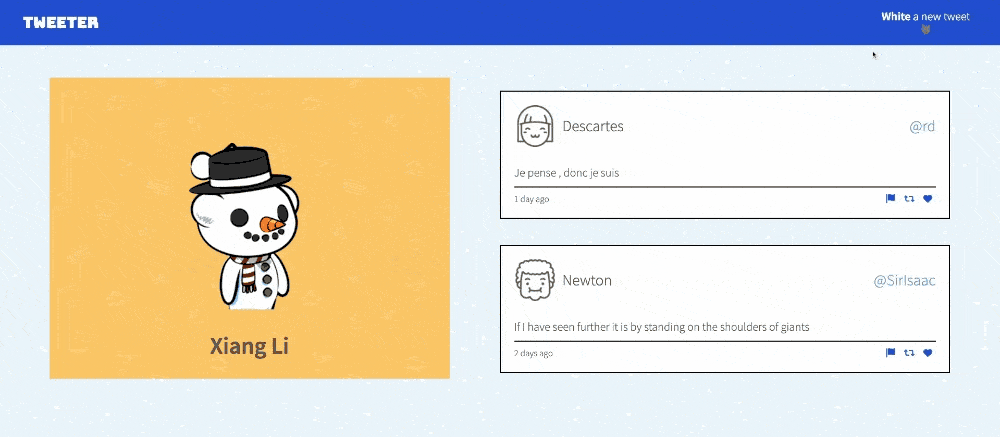 TWEETER
White a new tweet
Xiang Li
Descartes
@rd
Je pense , donc je suis
1 day ago
Newton
@SirIsaac
If I have seen further it is by standing on the shoulders of giants
2 days ago